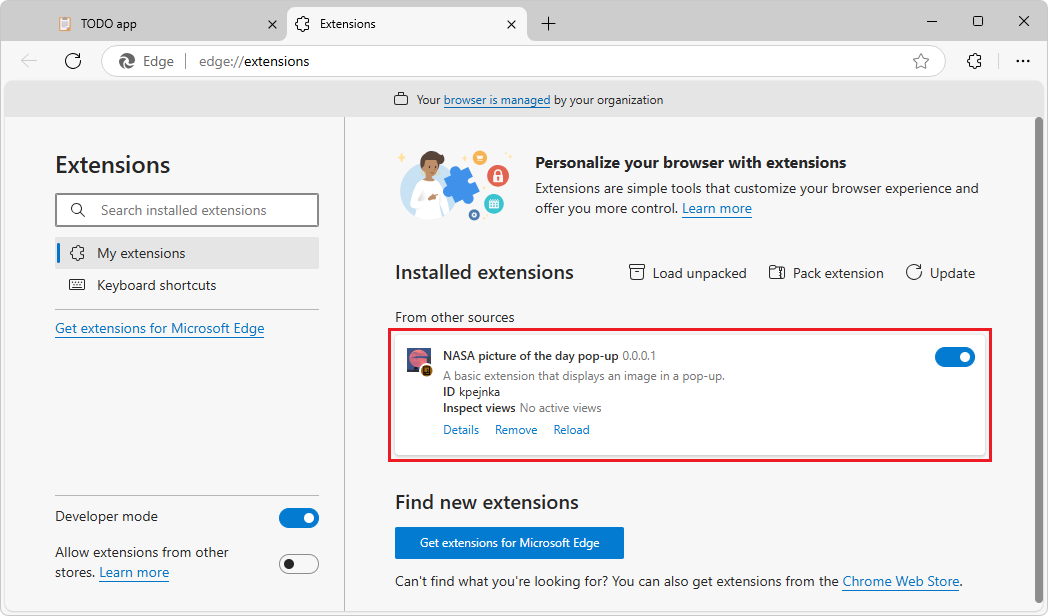 TODO app
Extensions
Edge
edge://extensions
Your browser is managed by your organization
Extensions
Search installed extensions
My extensions
Keyboard shortcuts
Get extensions for Microsoft Edge
Developer mode
Allow extensions from other
stores. Learn more
Personalize your browser with extensions
Extensions are simple tools that customize your browser experience and
offer you more control. Learn more
Installed extensions
Load unpacked
Pack extension
Update
From other sources
NASA picture of the day pop-up 0.0.0.1
A basic extension that displays an image in a pop-up.
ID kpejnka
Inspect views No active views
Details Remove Reload
Find new extensions
Get extensions for Microsoft Edge
Can't find what you're looking for? You can also get extensions from the Chrome Web Store.